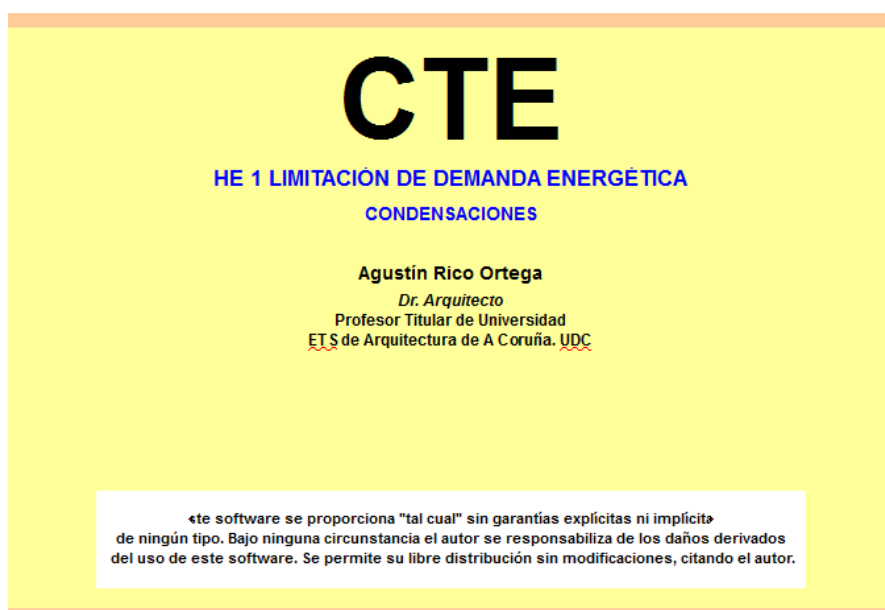 CTE
HE 1 LIMITACIÓN DE DEMANDA ENERGÉTICA
CONDENSACIONES
Agustín Rico Ortega
Dr. Arquitecto
Profesor Titular de Universidad
ETS de Arquitectura de A Coruña. UDC
ste software se proporciona "tal cual" sin garantías explícitas ni implícita
de ningún tipo. Bajo ninguna circunstancia el autor se responsabiliza de los daños derivados
del uso de este software. Se permite su libre distribución sin modificaciones, citando el autor.